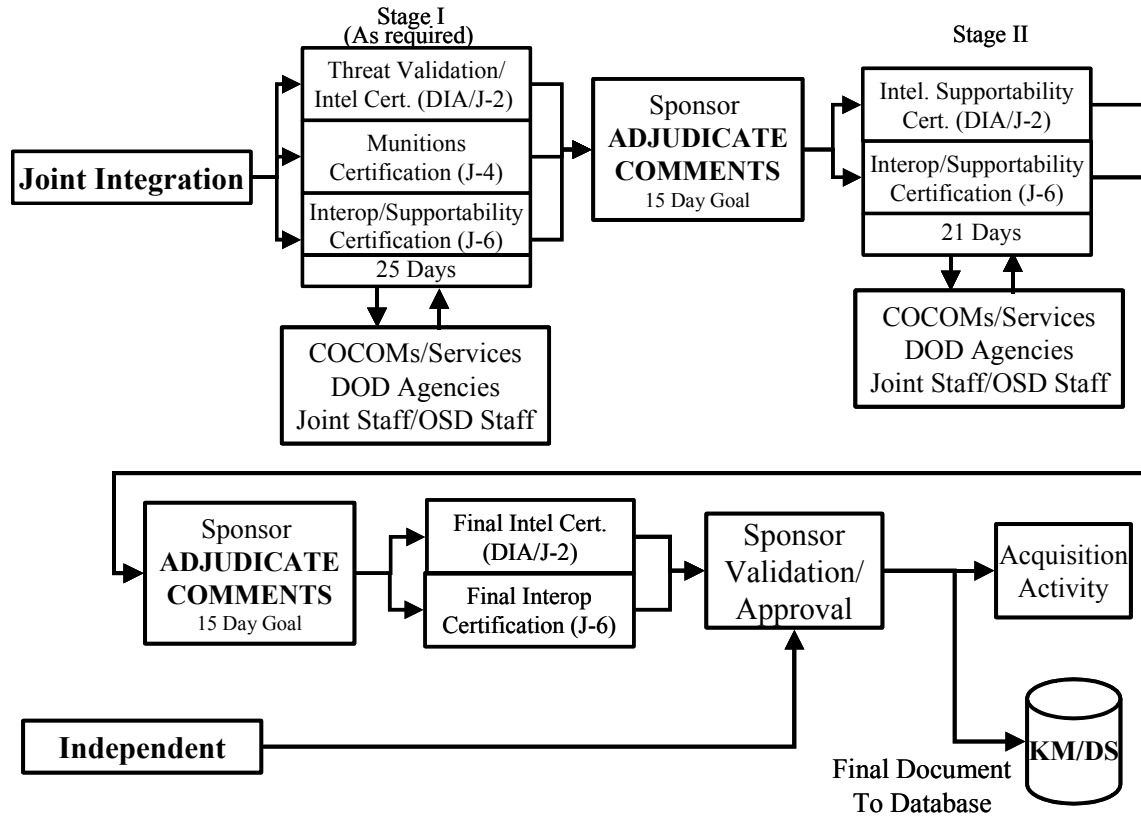 Stage I
(As required)
Threat Validation/
Intel Cert. (DIA/J-2)
Munitions
Certification (J-4)
Interop/Supportability
Certification (J-6)
25 Days
Joint Integration
COCOMs/Services
DOD Agencies
Joint Staff/OSD Staff
Sponsor
ADJUDICATE
COMMENTS
15 Day Goal
Stage II
Intel. Supportability
Cert. (DIA/J-2)
Interop/Supportability
Certification (J-6)
21 Days
COCOMs/Services
DOD Agencies
Joint Staff/OSD Staff
Sponsor
ADJUDICATE
COMMENTS
15 Day Goal
Final Intel Cert.
(DIA/J-2)
Final Interop
Certification (J-6)
Sponsor
Validation/
Approval
Acquisition
Activity
Independent
KM/DS
Final Document
To Database